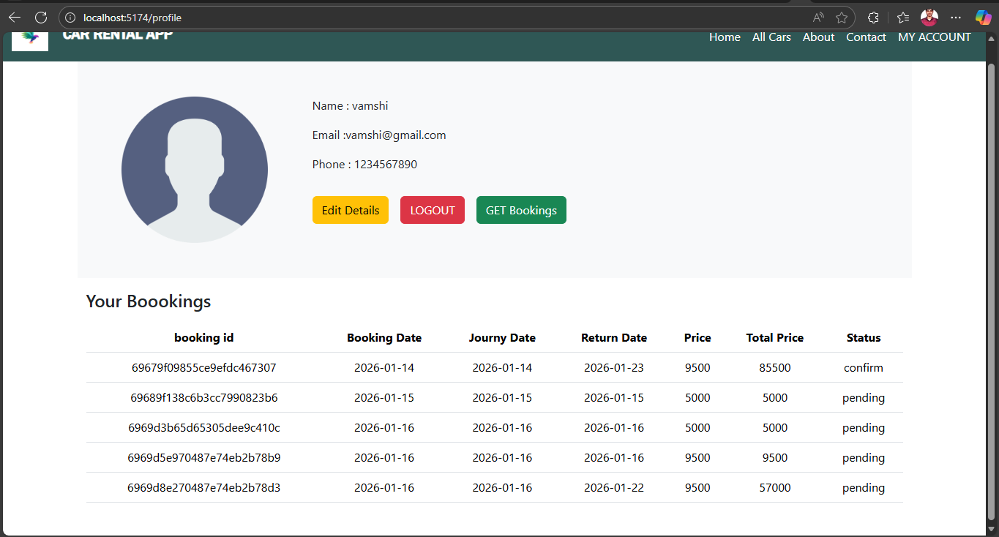 localhost:5174/profile
CAR RENTAL APP
Home All Cars About Contact MY ACCOUNT
Name : vamshi
Email :vamshi@gmail.com
Phone : 1234567890
Edit Details LOGOUT GET Bookings
Your Boookings
booking id Booking Date Journy Date Return Date Price Total Price Status
69679f09855ce9efdc467307 2026-01-14 2026-01-14 2026-01-23 9500 85500 confirm
69689f138c6b3cc7990823b6 2026-01-15 2026-01-15 2026-01-15 5000 5000 pending
6969d3b65d65305dee9c410c 2026-01-16 2026-01-16 2026-01-16 5000 5000 pending
6969d5e970487e74eb2b78b9 2026-01-16 2026-01-16 2026-01-16 9500 9500 pending
6969d8e270487e74eb2b78d3 2026-01-16 2026-01-16 2026-01-22 9500 57000 pending